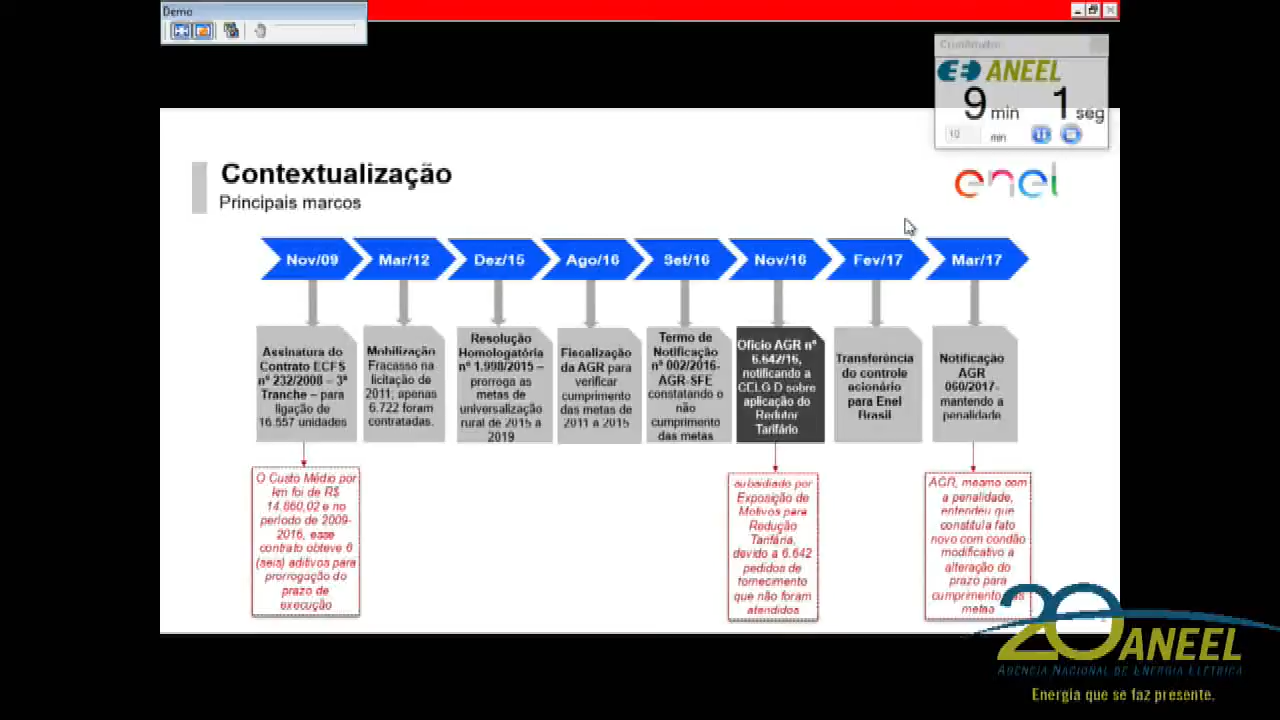 Demo
Cronômetro
ANEEL
9 min 1 seg
10 min
Contextualização
Principais marcos
enel
Nov/09
Mar/12
Dez/15
Ago/16
Set/16
Nov/16
Fev/17
Mar/17
Assinatura do
Contrato ECFS
nº 232/2008 – 3ª
Tranche – para
ligação de
16.557 unidades
Mobilização
Fracasso na
licitação de
2011; apenas
6.722 foram
contratadas.
Resolução
Homologatória
nº 1.998/2015 –
prorroga as
metas de
universalização
rural de 2015 a
2019
Fiscalização
da AGR para
verificar
cumprimento
das metas de
2011 a 2015
Termo de
Notificação
nº 002/2016-
AGR-SFE
constatando o
não
cumprimento
das metas
Ofício AGR nº
6.642/16,
notificando a
CELG D sobre
aplicação do
Redutor
Tarifário
Transferência
do controle
acionário
para Enel
Brasil
Notificação
AGR
060/2017-
mantendo a
penalidade
O Custo Médio por
km foi de R$
14.860,02 e no
período de 2009-
2016, esse
contrato obteve 6
(seis) aditivos para
prorrogação do
prazo de
execução
subsidiado por
Exposição de
Motivos para
Redução
Tarifária,
devido a 6.642
pedidos de
fornecimento
que não foram
atendidos
AGR, mesmo com
a penalidade,
entendeu que
constituía fato
novo com condão
modificativo a
alteração do
prazo para
cumprimento das
metas
20 ANEEL
AGÊNCIA NACIONAL DE ENERGIA ELÉTRICA
Energia que se faz presente.